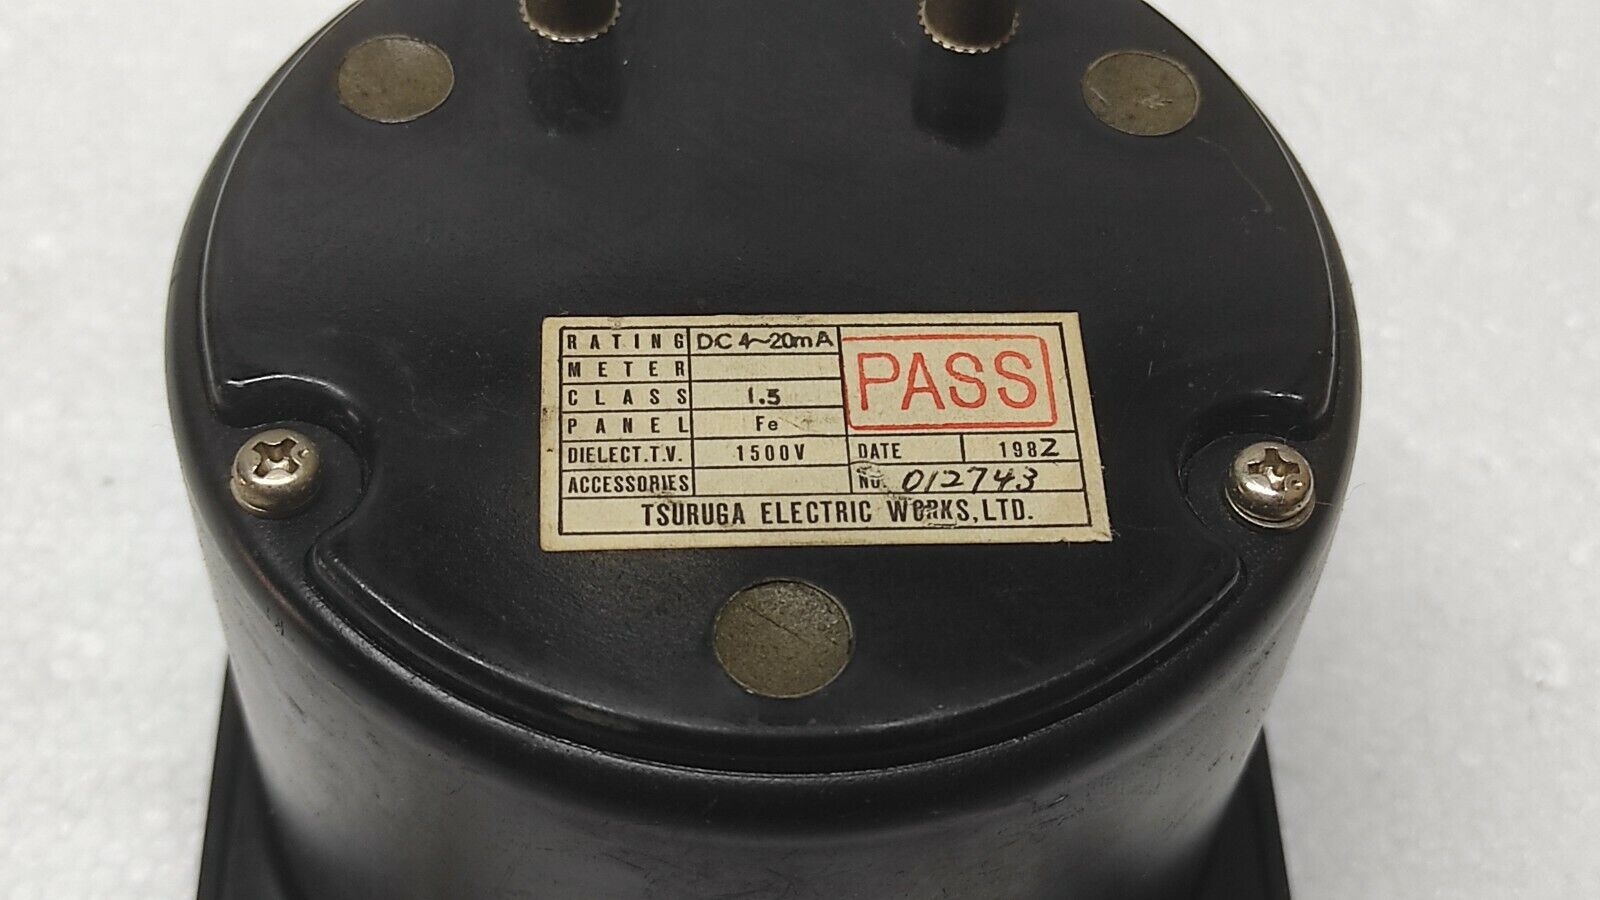 RATING DC 4~20mA
PASS
METER
CLASS 1.5
PANEL Fe
DIELECT.T.V. 1500V DATE 1982
ACCESSORIES No. 012743
TSURUGA ELECTRIC WORKS,LTD.